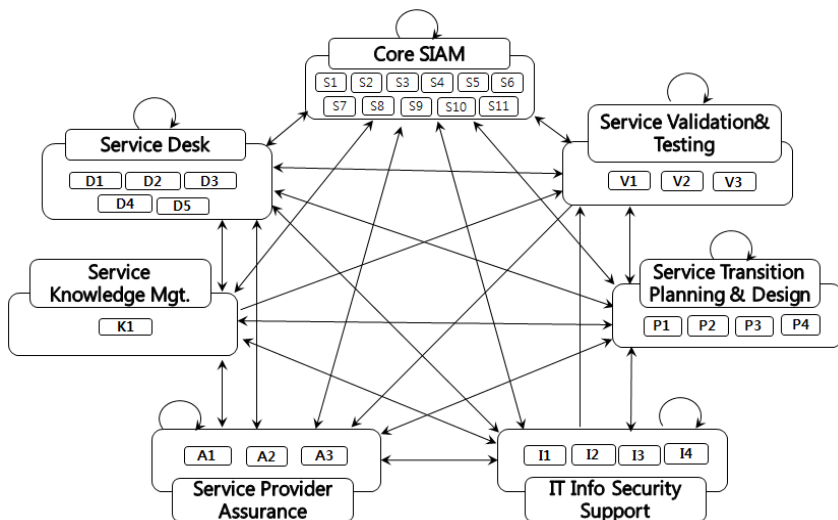 Core SIAM
S1 S2 S3 S4 S5 S6
S7 S8 S9 S10 S11
Service Desk
D1 D2 D3
D4 D5
Service Validation&
Testing
V1 V2 V3
Service
Knowledge Mgt.
K1
Service Transition
Planning & Design
P1 P2 P3 P4
A1 A2 A3
Service Provider
Assurance
I1 I2 I3 I4
IT Info Security
Support